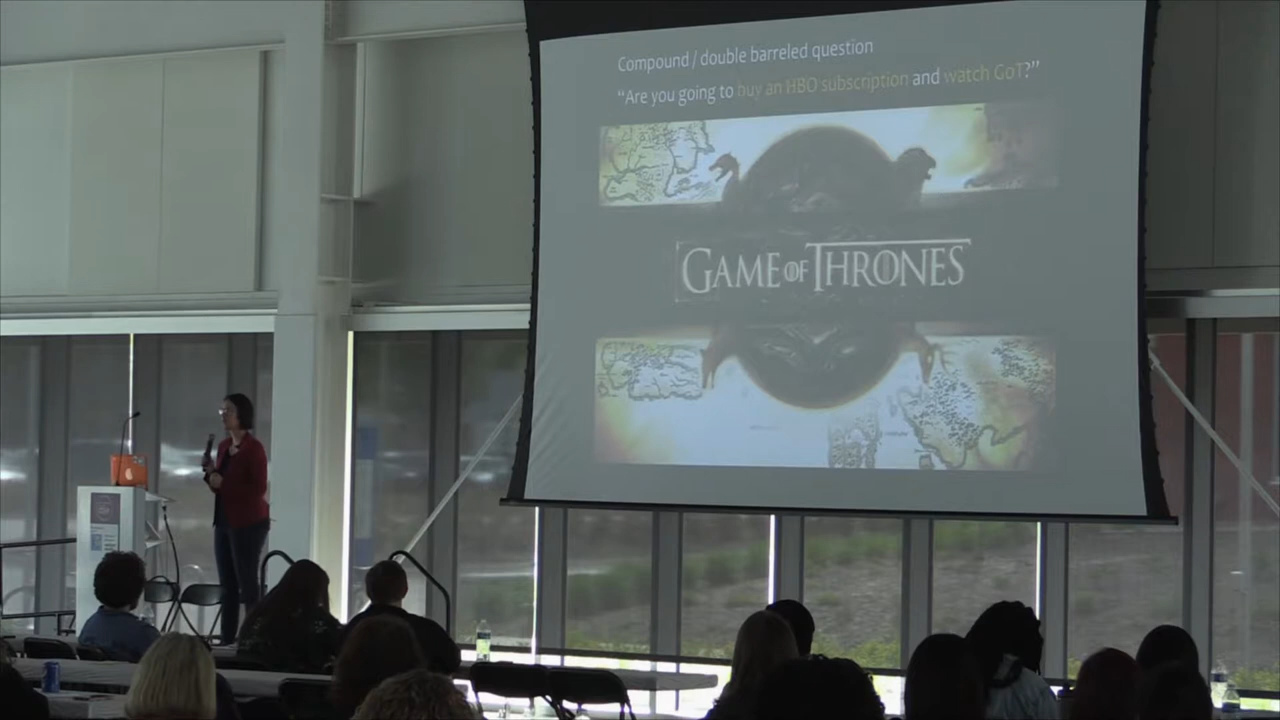 Compound / double barreled question
“Are you going to buy an HBO subscription and watch GoT?”
GAME OF THRONES